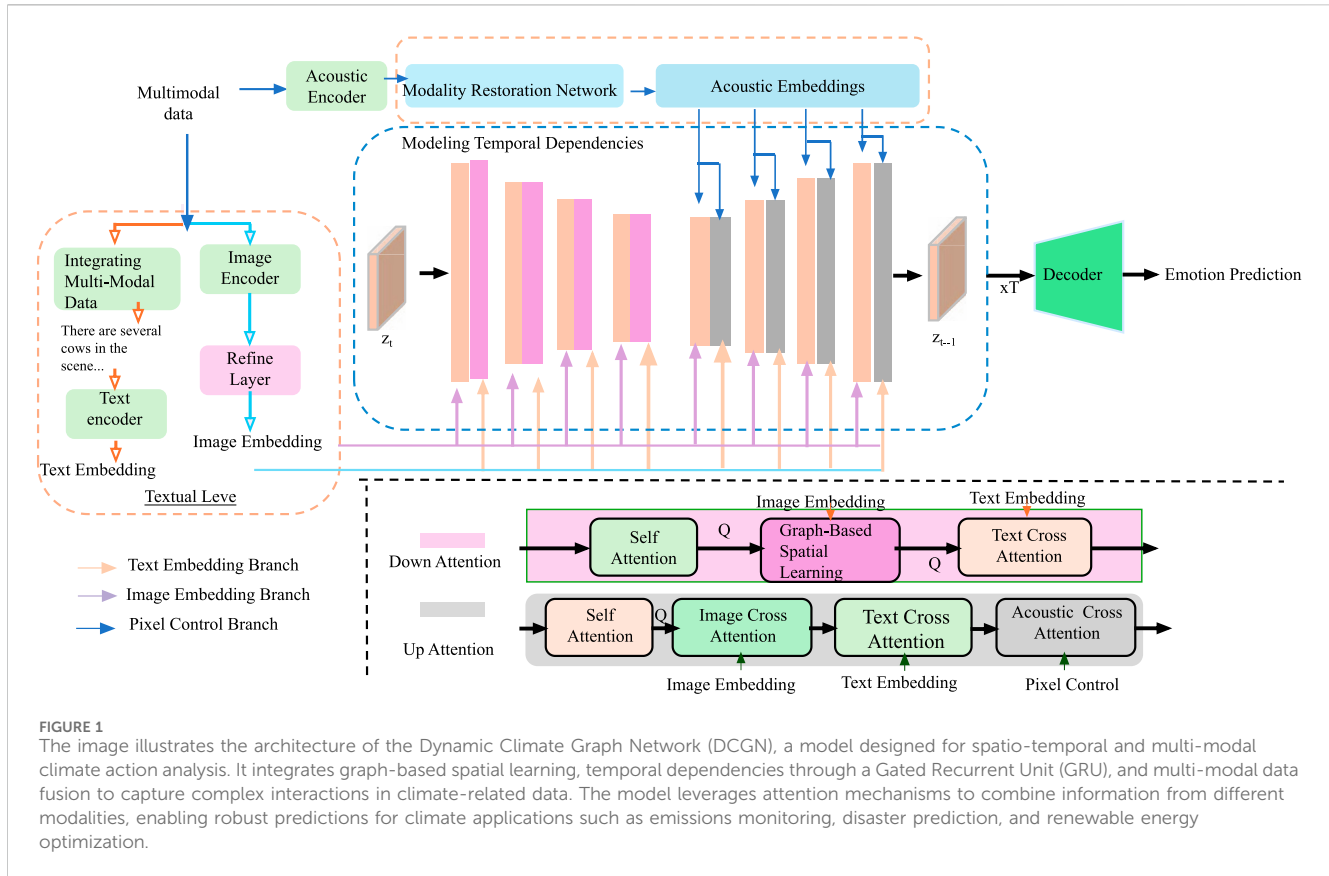 Multimodal
data
Acoustic
Encoder
Modality Restoration Network
Acoustic Embeddings
Modeling Temporal Dependencies
Integrating
Multi-Modal
Data
Image
Encoder
There are several
cows in the
scene...
Refine
Layer
Text
encoder
Image Embedding
Text Embedding
Textual Leve
zt
zt--1
xT
Decoder
Emotion Prediction
Text Embedding Branch
Image Embedding Branch
Pixel Control Branch
Down Attention
Up Attention
Image Embedding
Text Embedding
Self
Attention
Q
Graph-Based
Spatial
Learning
Q
Text Cross
Attention
Self
Attention
Q
Image Cross
Attention
Text Cross
Attention
Acoustic Cross
Attention
Image Embedding
Text Embedding
Pixel Control
FIGURE 1
The image illustrates the architecture of the Dynamic Climate Graph Network (DCGN), a model designed for spatio-temporal and multi-modal
climate action analysis. It integrates graph-based spatial learning, temporal dependencies through a Gated Recurrent Unit (GRU), and multi-modal data
fusion to capture complex interactions in climate-related data. The model leverages attention mechanisms to combine information from different
modalities, enabling robust predictions for climate applications such as emissions monitoring, disaster prediction, and renewable energy
optimization.